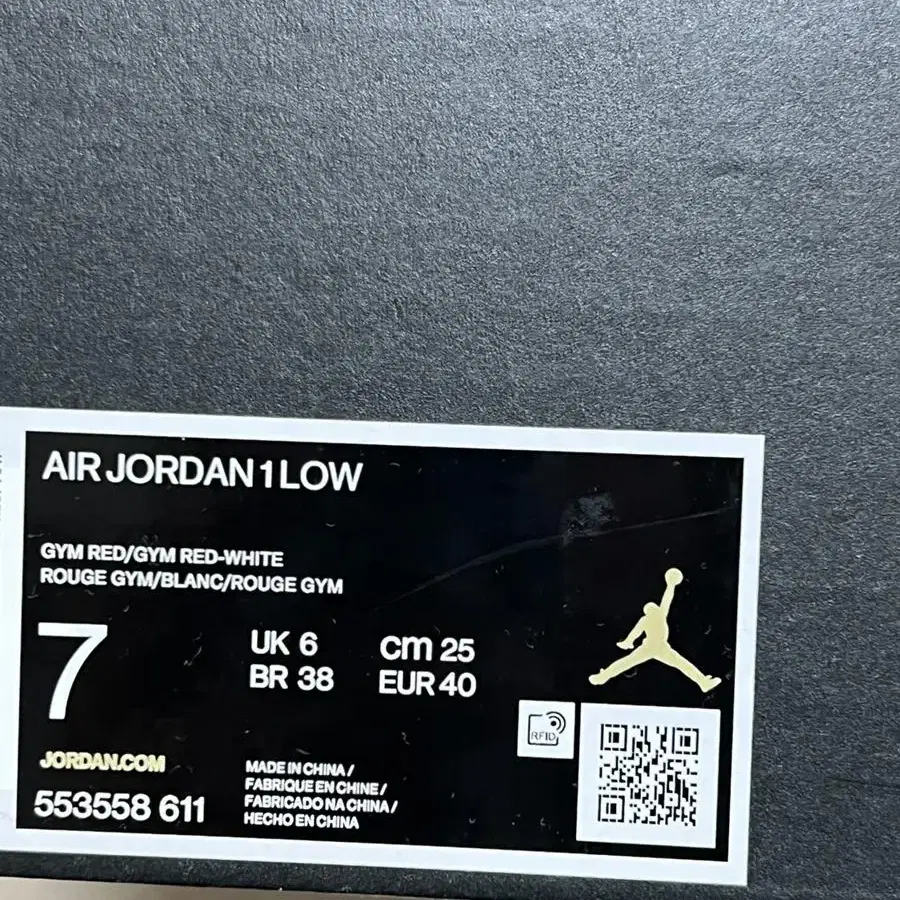 AIR JORDAN 1 LOW
GYM RED/GYM RED-WHITE
ROUGE GYM/BLANC/ROUGE GYM
7
UK 6
cm 25
BR 38
EUR 40
RFID
JORDAN.COM
553558 611
MADE IN CHINA /
FABRIQUE EN CHINE /
FABRICADO NA CHINA /
HECHO EN CHINA